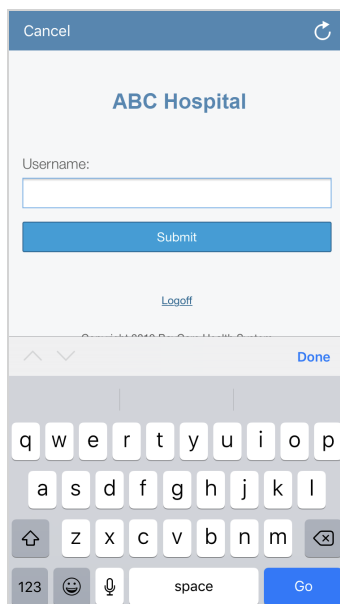 Cancel
ABC Hospital
Username:
Submit
Logoff
Done
q w e r t y u i o p
a s d f g h j k l
z x c v b n m
123 space Go